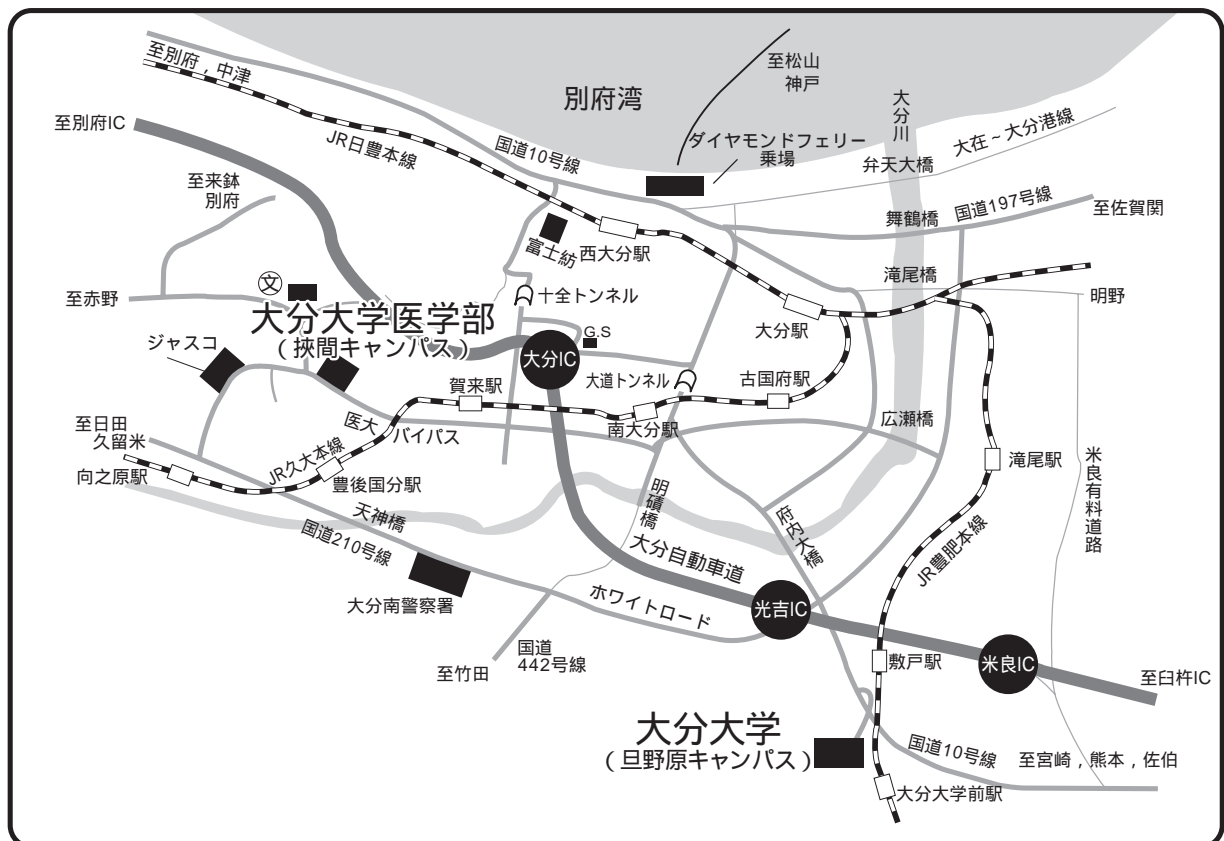 至別府，中津
至松山
神戸
別府湾
大分川
至別府IC
JR日豊本線
国道10号線
ダイヤモンドフェリー
乗場
大在～大分港線
弁天大橋
至来鉢
別府
国道197号線
至佐賀関
舞鶴橋
富士紡
西大分駅
滝尾橋
文
至赤野
十全トンネル
明野
大分大学医学部
（挾間キャンパス）
大分駅
G.S
ジャスコ
大分IC
大道トンネル
古国府駅
賀来駅
至日田
久留米
医大
バイパス
南大分駅
広瀬橋
JR久大本線
向之原駅
豊後国分駅
滝尾駅
米良有料道路
明磧橋
天神橋
府内大橋
国道210号線
大分自動車道
JR豊肥本線
大分南警察署
ホワイトロード
光吉IC
国道
442号線
至竹田
敷戸駅
米良IC
至臼杵IC
大分大学
（旦野原キャンパス）
国道10号線
至宮崎，熊本，佐伯
大分大学前駅